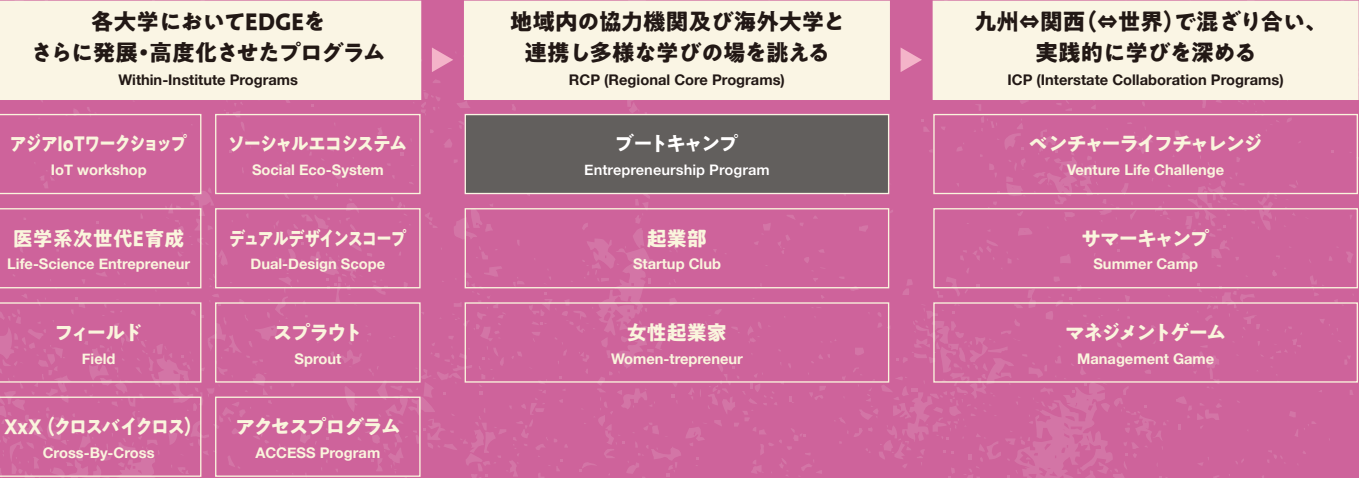 各大学においてEDGEを
さらに発展・高度化させたプログラム
Within-Institute Programs
地域内の協力機関及び海外大学と
連携し多様な学びの場を誂える
RCP (Regional Core Programs)
九州⇔関西(⇔世界)で混ざり合い、
実践的に学びを深める
ICP (Interstate Collaboration Programs)
アジアIoTワークショップ
IoT workshop
ソーシャルエコシステム
Social Eco-System
ブートキャンプ
Entrepreneurship Program
ベンチャーライフチャレンジ
Venture Life Challenge
医学系次世代E育成
Life-Science Entrepreneur
デュアルデザインスコープ
Dual-Design Scope
起業部
Startup Club
サマーキャンプ
Summer Camp
フィールド
Field
スプラウト
Sprout
女性起業家
Women-trepreneur
マネジメントゲーム
Management Game
XxX (クロスバイクロス)
Cross-By-Cross
アクセスプログラム
ACCESS Program